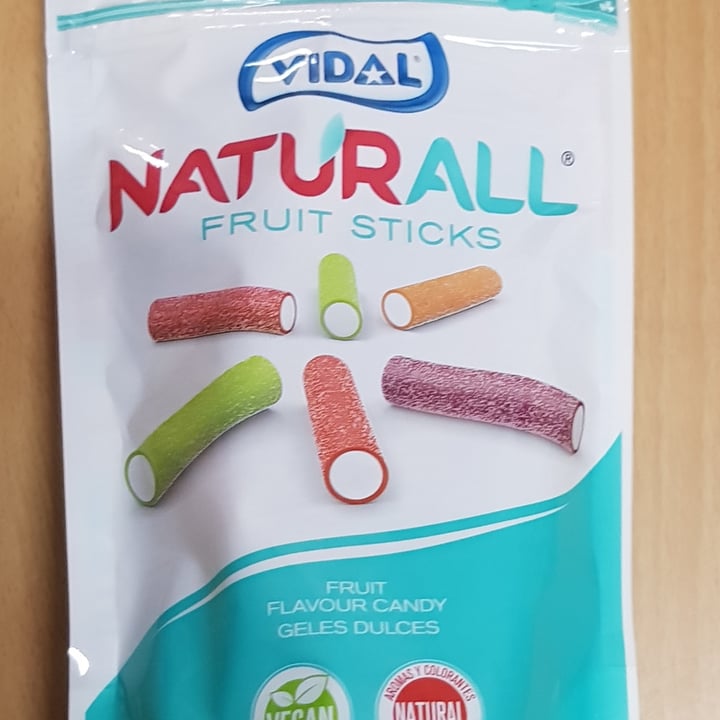 VIDAL®
NATURALL®
FRUIT STICKS
FRUIT
FLAVOUR CANDY
GELES DULCES
VEGAN
AROMAS Y COLORANTES
NATURAL